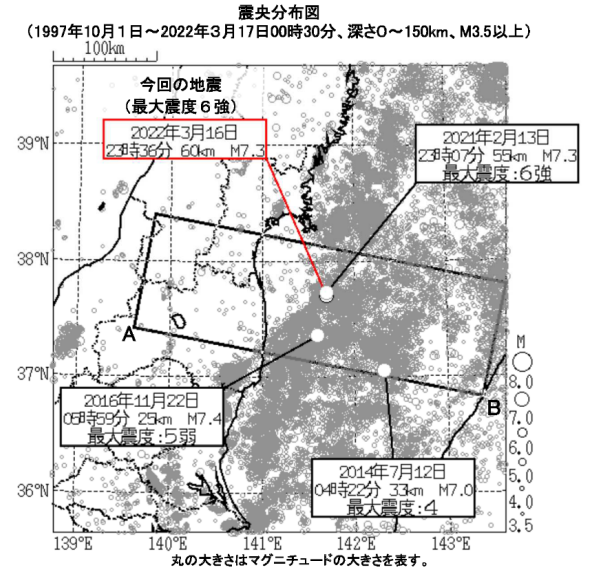 震央分布図
(1997年10月1日~2022年3月17日00時30分、深さ0~150km、M3.5以上)
100km
今回の地震
(最大震度6強)
2022年3月16日
23時36分 60km M7.3
2021年2月13日
23時07分 55km M7.3
最大震度:6強
39°N
38°N
37°N
36°N
A
B
2016年11月22日
05時59分 25km M7.4
最大震度:5弱
2014年7月12日
04時22分 33km M7.0
最大震度:4
M
8.0
7.0
6.0
5.0
4.0
3.5
139°E 140°E 141°E 142°E 143°E
丸の大きさはマグニチュードの大きさを表す。